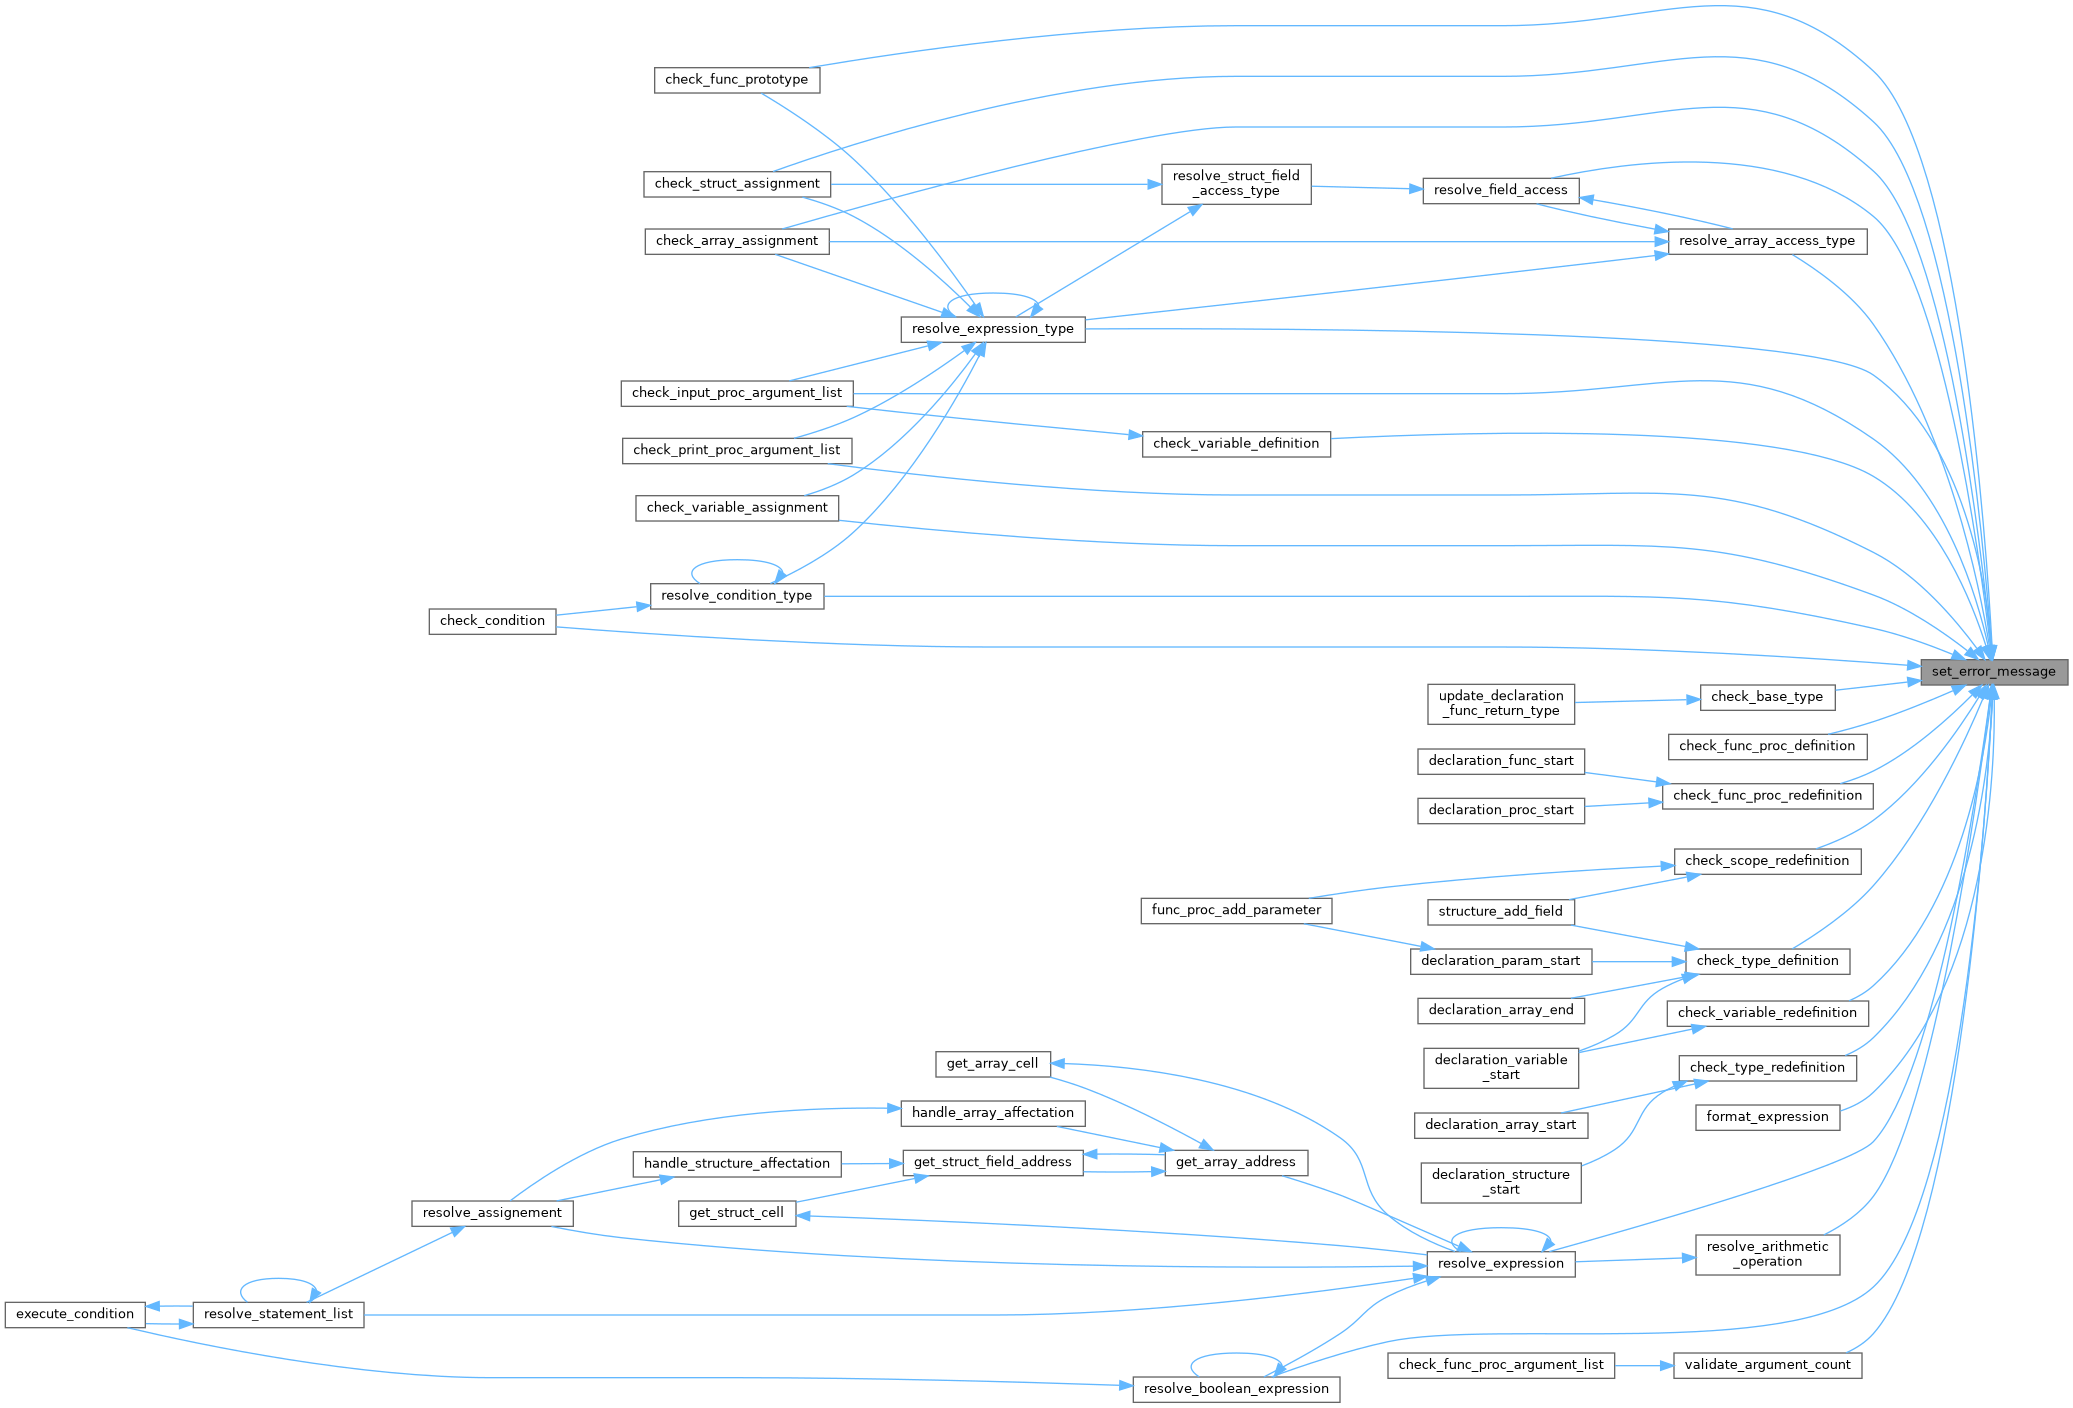 check_func_prototype
check_struct_assignment
resolve_struct_field
_access_type
resolve_field_access
check_array_assignment
resolve_array_access_type
resolve_expression_type
check_input_proc_argument_list
check_variable_definition
check_print_proc_argument_list
check_variable_assignment
resolve_condition_type
check_condition
set_error_message
update_declaration
_func_return_type
check_base_type
check_func_proc_definition
declaration_func_start
check_func_proc_redefinition
declaration_proc_start
check_scope_redefinition
func_proc_add_parameter
structure_add_field
declaration_param_start
check_type_definition
declaration_array_end
check_variable_redefinition
declaration_variable
_start
get_array_cell
check_type_redefinition
handle_array_affectation
declaration_array_start
format_expression
handle_structure_affectation
get_struct_field_address
get_array_address
declaration_structure
_start
resolve_assignement
get_struct_cell
resolve_expression
resolve_arithmetic
_operation
execute_condition
resolve_statement_list
check_func_proc_argument_list
validate_argument_count
resolve_boolean_expression